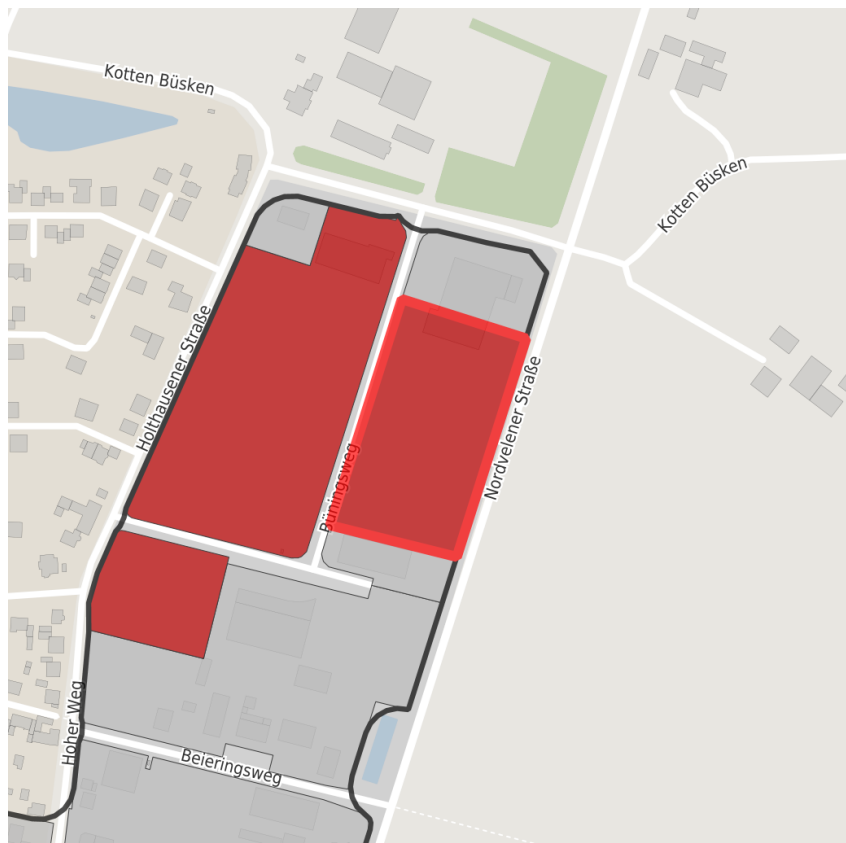 Kotten Büsken
Kotten Büsken
Holthausener Straße
Nordvelener Straße
Büningsweg
Hoher Weg
Beieringsweg